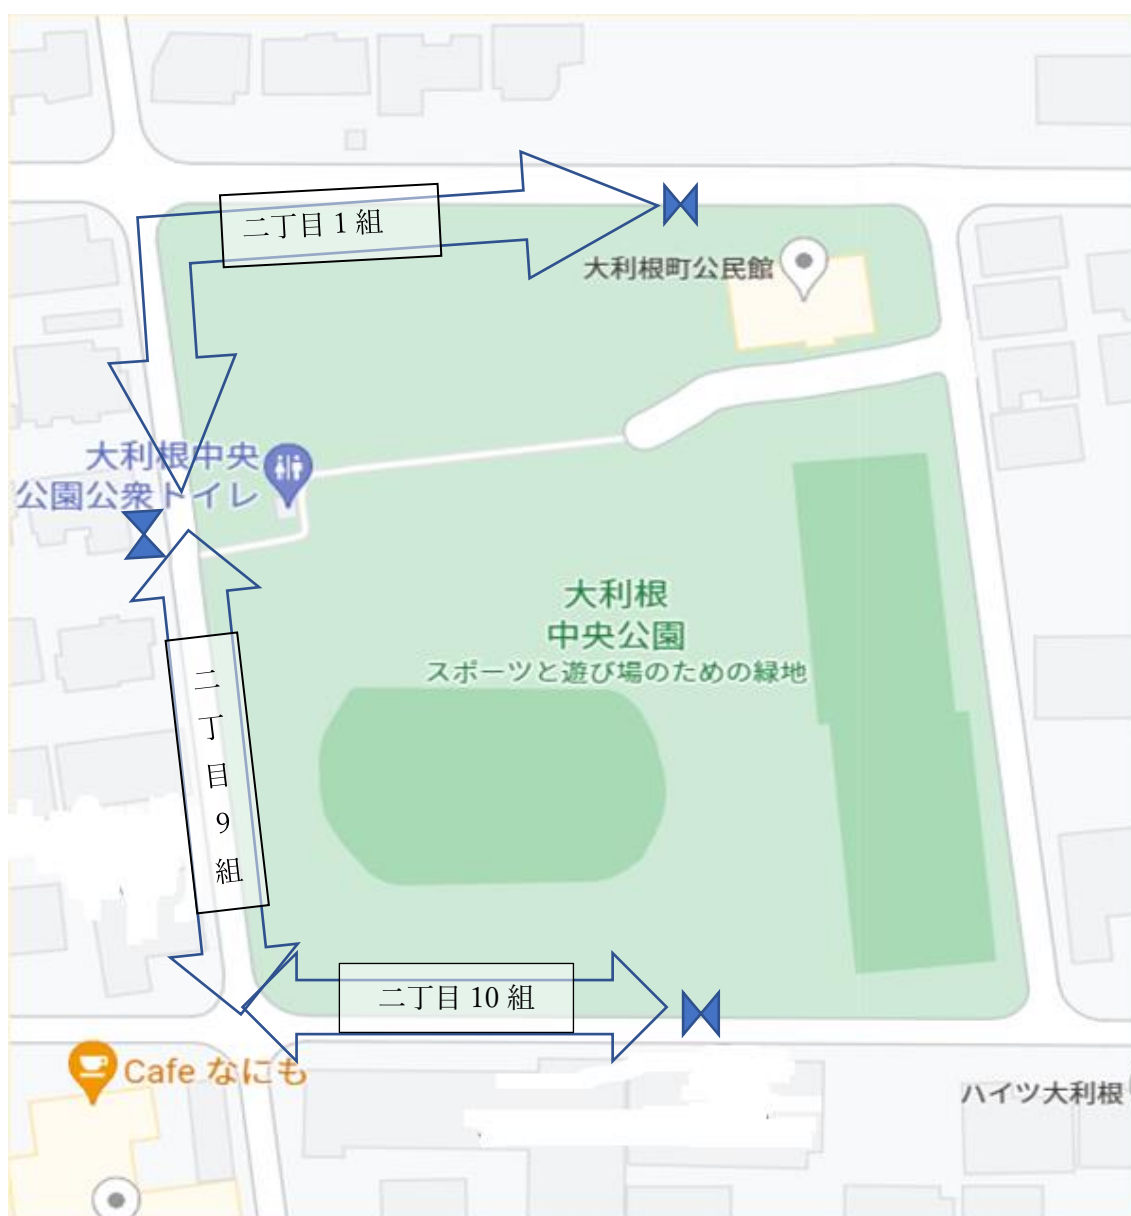 二丁目1組
大利根町公民館
大利根中央
公園公衆トイレ
大利根
中央公園
スポーツと遊び場のための緑地
二丁目9組
二丁目10組
Cafe なにも
ハイツ大利根